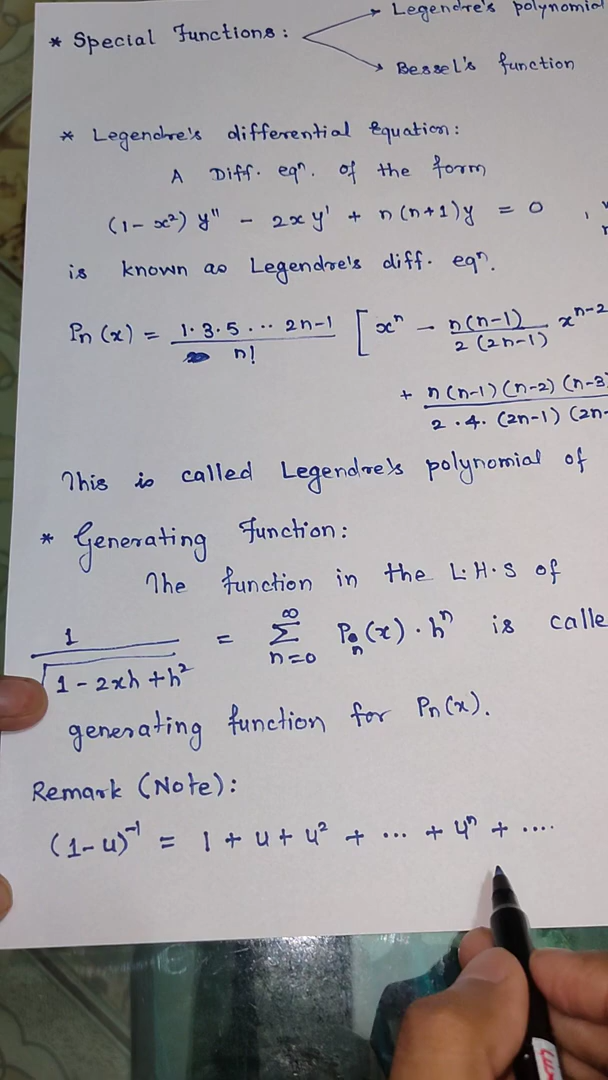 * Special Functions :
Legendre's polynomial
Bessel's function
* Legendre's differential Equation :
A Diff. eqⁿ. of the form
(1 - x²) y" - 2xy' + n(n+1)y = 0 ,
is known as Legendre's diff. eqⁿ.
Pn(x) = 1·3·5 ... 2n-1 / n! [ xⁿ - n(n-1) / 2(2n-1) xⁿ⁻²
+ n(n-1)(n-2)(n-3) / 2·4·(2n-1)(2n-
This is called Legendre's polynomial of
* Generating Function :
The function in the L.H.S of
1 / √(1 - 2xh + h²) = ∞ Σ n=0 Pn(x)·hⁿ is calle
generating function for Pn(x).
Remark (Note) :
(1-u)⁻¹ = 1 + u + u² + ... + uⁿ + ....